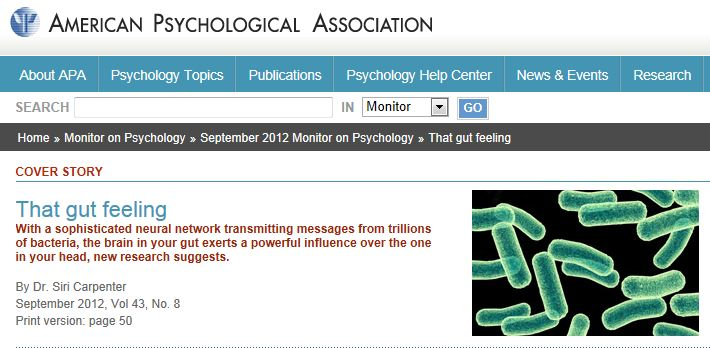 AMERICAN PSYCHOLOGICAL ASSOCIATION
About APA Psychology Topics Publications Psychology Help Center News & Events Research
SEARCH IN Monitor GO
Home » Monitor on Psychology » September 2012 Monitor on Psychology » That gut feeling
COVER STORY
That gut feeling
With a sophisticated neural network transmitting messages from trillions
of bacteria, the brain in your gut exerts a powerful influence over the one
in your head, new research suggests.
By Dr. Siri Carpenter
September 2012, Vol 43, No. 8
Print version: page 50